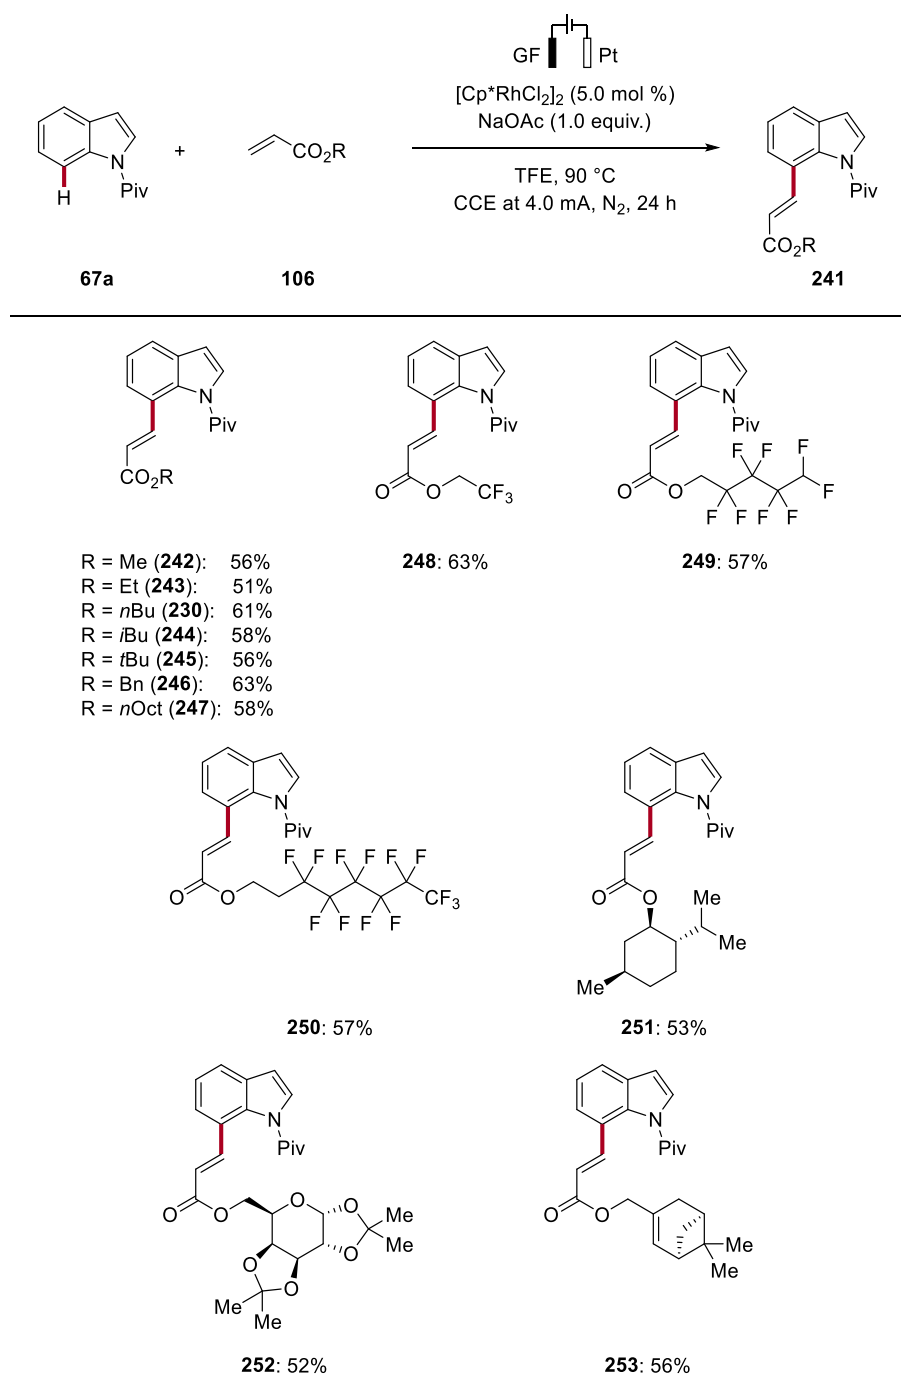 GF Pt
[Cp*RhCl2]2 (5.0 mol %)
NaOAc (1.0 equiv.)
TFE, 90 °C
CCE at 4.0 mA, N2, 24 h
H
N
Piv
+
CO2R
N
Piv
CO2R
67a 106 241
N
Piv
CO2R
N
Piv
O
O
CF3
N
Piv
O
O
F F F F F
F F F F F
R = Me (242): 56%
R = Et (243): 51%
R = nBu (230): 61%
R = iBu (244): 58%
R = tBu (245): 56%
R = Bn (246): 63%
R = nOct (247): 58%
248: 63%
249: 57%
N
Piv
O
O
F F F F F F
F F F F CF3
N
Piv
O
O
Me
Me
Me
250: 57%
251: 53%
N
Piv
O
O
O
O
Me
Me
O
O
O
Me
Me
N
Piv
O
O
Me
Me
252: 52%
253: 56%